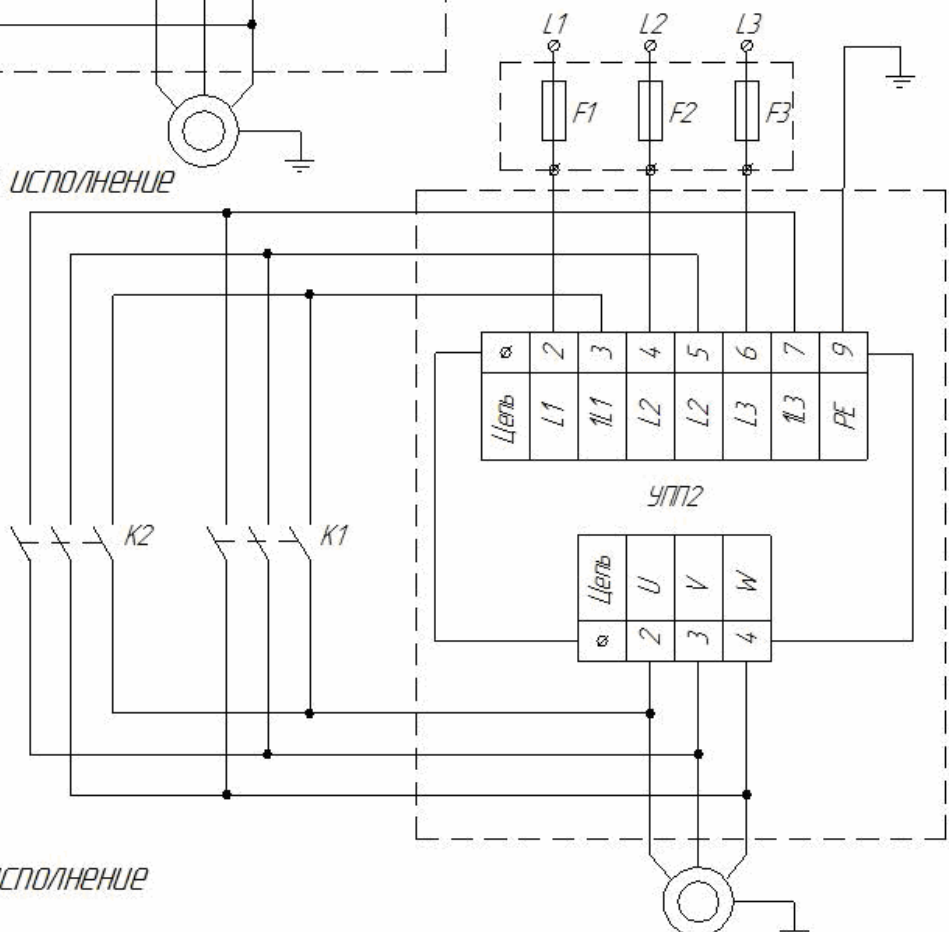 L1 L2 L3
F1 F2 F3
исполнение
2 3 4 5 6 7 9
Цепь L1 1L1 L2 L2 L3 1L3 PE
УПП2
K2 K1
Цепь U V W
2 3 4
исполнение